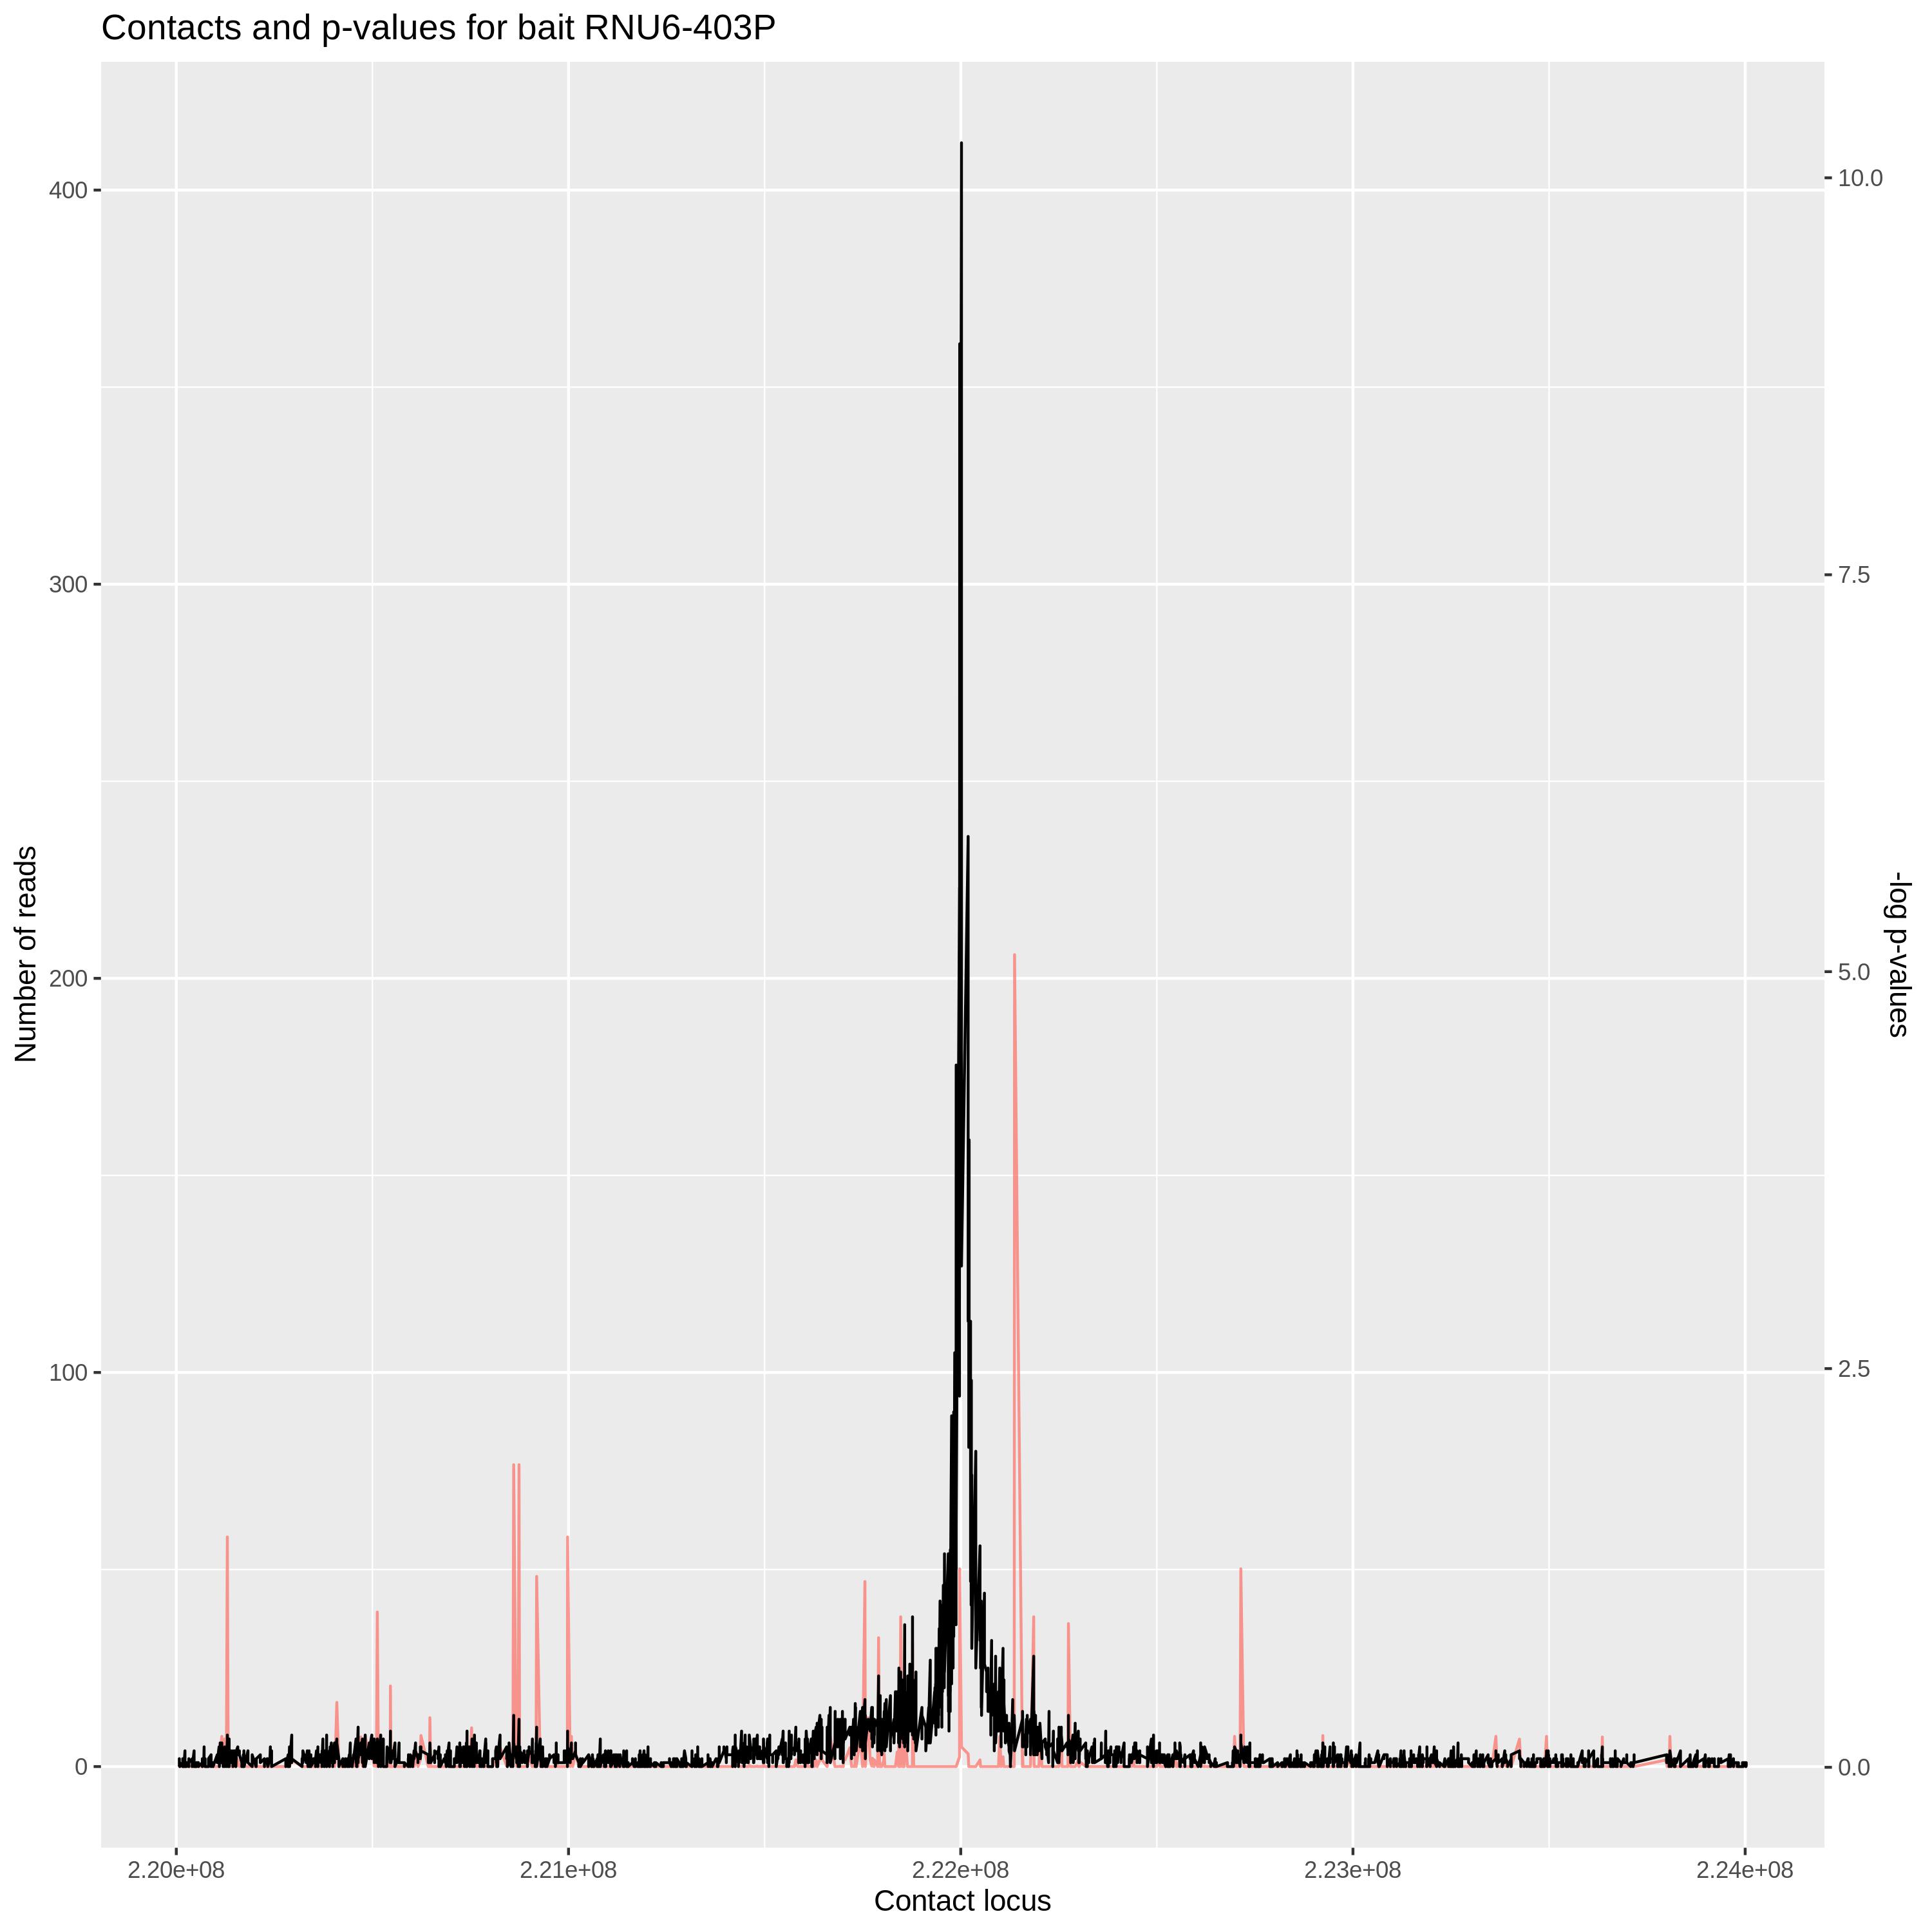 Contacts and p-values for bait RNU6-403P
400
300
200
100
0
10.0
7.5
5.0
2.5
0.0
Number of reads
-log p-values
2.20e+08
2.21e+08
2.22e+08
2.23e+08
2.24e+08
Contact locus